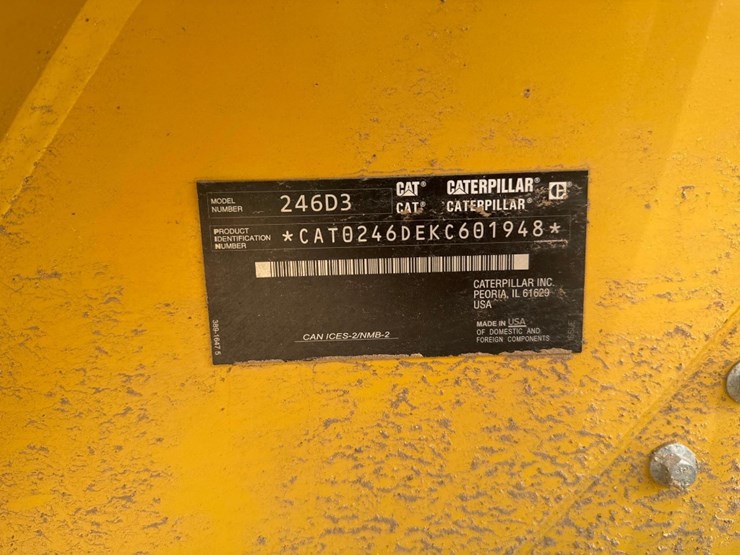 CAT® CATERPILLAR®
CAT® CATERPILLAR®
MODEL NUMBER 246D3
PRODUCT IDENTIFICATION NUMBER *CAT0246DEKC601948*
CATERPILLAR INC.
PEORIA, IL 61629
USA
MADE IN USA
OF DOMESTIC AND
FOREIGN COMPONENTS
CAN ICES-2/NMB-2
389-1647 5